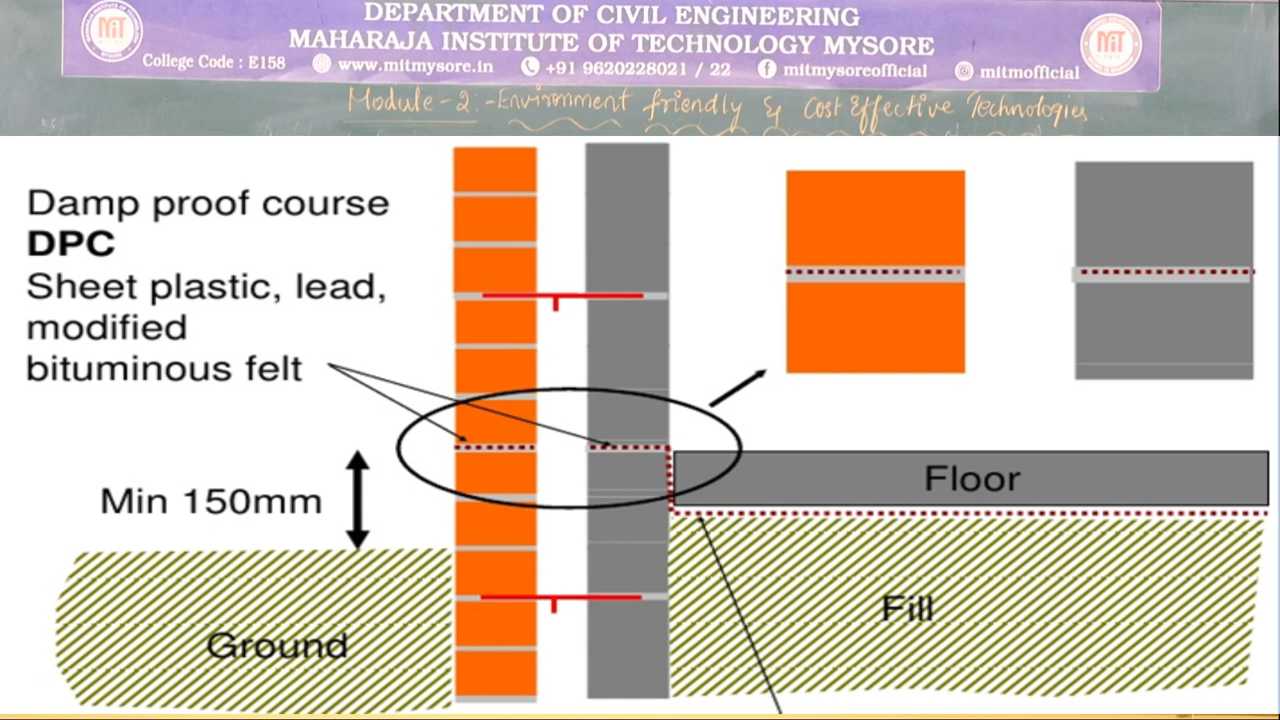 DEPARTMENT OF CIVIL ENGINEERING
MAHARAJA INSTITUTE OF TECHNOLOGY MYSORE
College Code : E158 www.mitmysore.in +91 9620228021 / 22 mitmysoreofficial mitmofficial
MIT
MIT
Module-2:-Environment friendly & Cost Effective Technologies
Damp proof course
DPC
Sheet plastic, lead,
modified
bituminous felt
Min 150mm
Floor
Fill
Ground